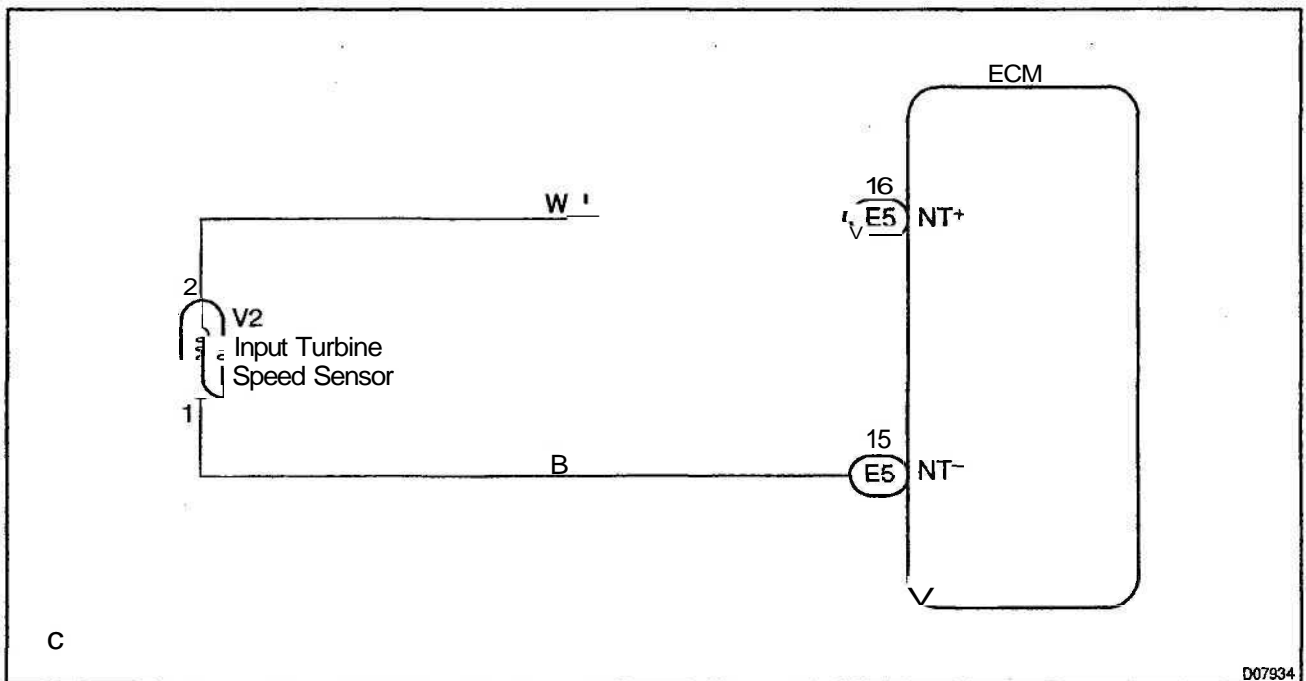 ECM
16
W
E5 NT+
2
V2
Input Turbine
Speed Sensor
1
15
B
E5 NT-
C
D07934